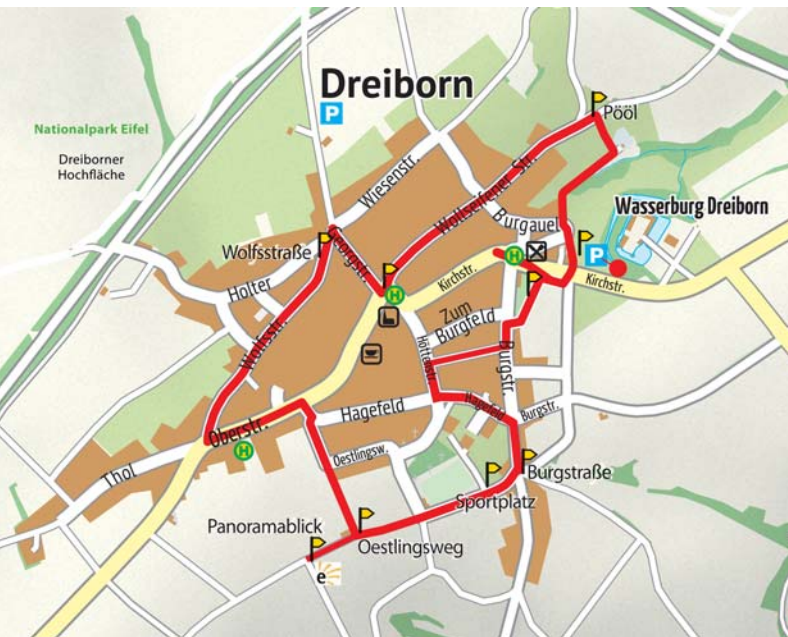 Dreiborn
P
Nationalpark Eifel
Dreiborner
Hochfläche
Pööl
Wiesenstr.
Wollseifener Str.
Wasserburg Dreiborn
Burgauel
Wolfsstraße
Georgstr.
P
H
Kirchstr.
Kirchstr.
Holter
H
Zum
Burgfeld
Wolfsstr.
Höttenstr.
Burgstr.
Hagefeld
Hagefeld
Burgstr.
Oberstr.
H
Oestlingsw.
Thol
Burgstraße
Sportplatz
Panoramablick
Oestlingsweg
e